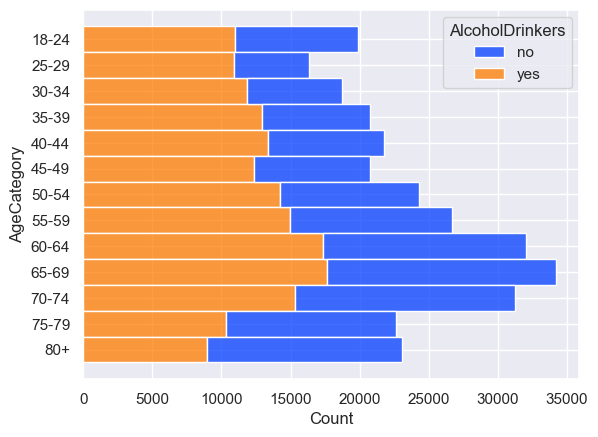 AlcoholDrinkers
no
yes
AgeCategory
18-24
25-29
30-34
35-39
40-44
45-49
50-54
55-59
60-64
65-69
70-74
75-79
80+
0 5000 10000 15000 20000 25000 30000 35000
Count